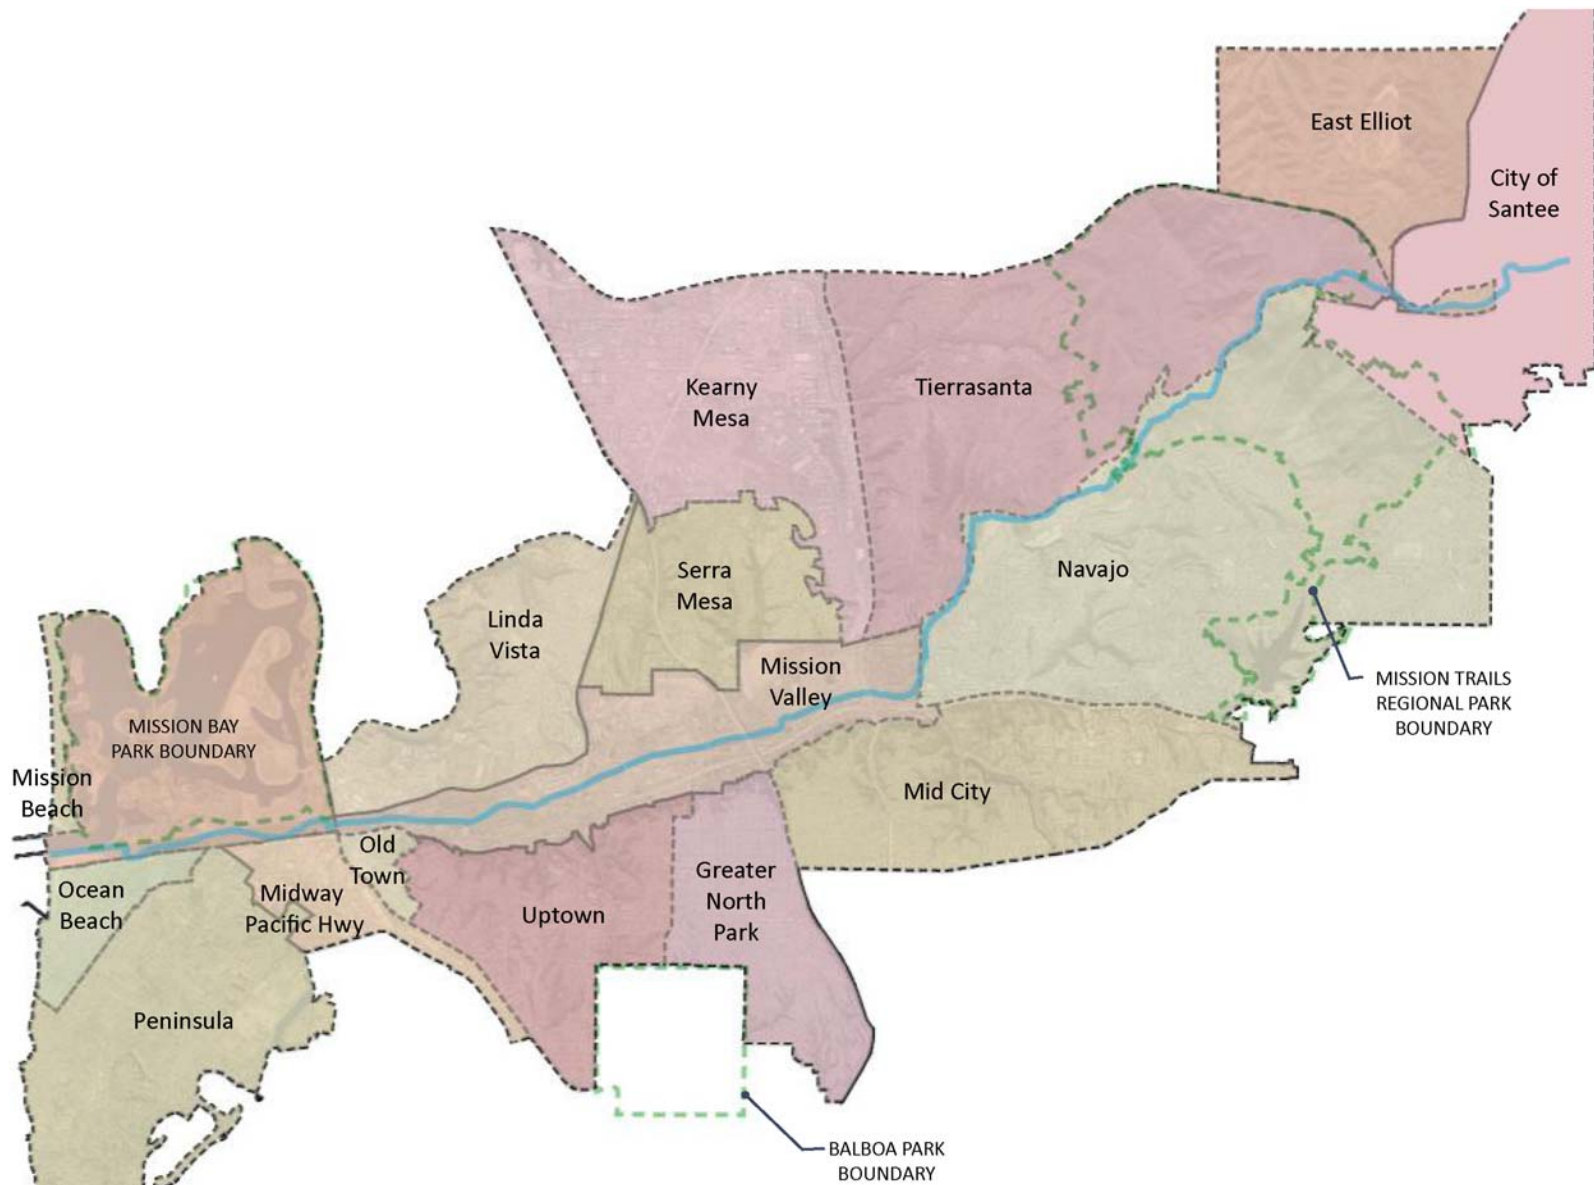 East Elliot
City of
Santee
Kearny
Mesa
Tierrasanta
Serra
Mesa
Navajo
Linda
Vista
Mission
Valley
MISSION TRAILS
REGIONAL PARK
BOUNDARY
MISSION BAY
PARK BOUNDARY
Mission
Beach
Mid City
Old
Town
Ocean
Beach
Midway
Pacific Hwy
Uptown
Greater
North
Park
Peninsula
BALBOA PARK
BOUNDARY